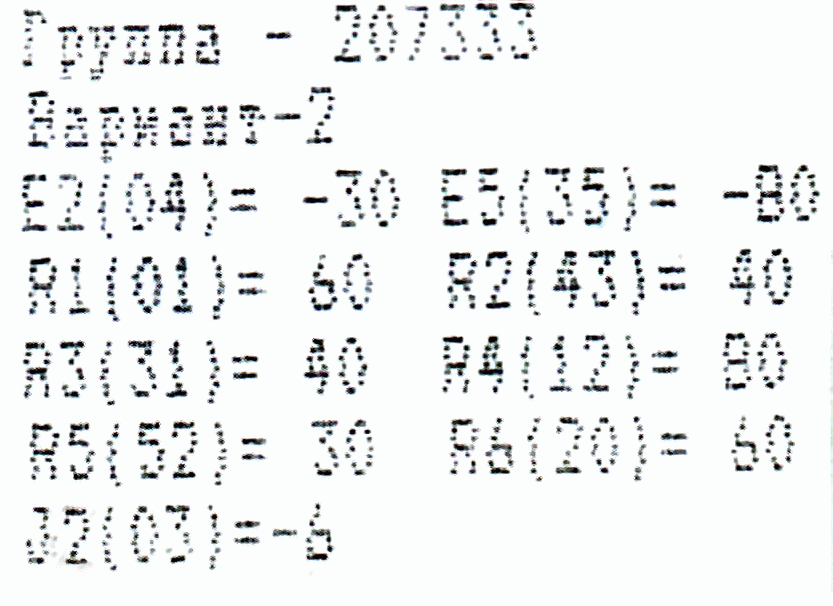 Группа - 207333
Вариант-2
E2(04)= -30 E5(35)= -80
R1(01)= 60 R2(43)= 40
R3(31)= 40 R4(12)= 80
R5(52)= 30 R6(20)= 60
J2(03)=-6